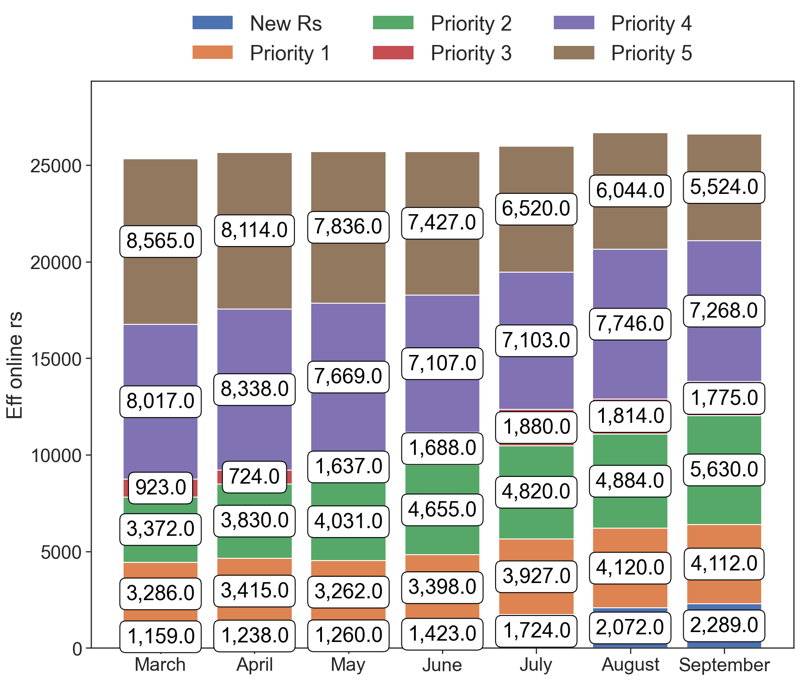 New Rs Priority 2 Priority 4
Priority 1 Priority 3 Priority 5
Eff online rs
25000
20000
15000
10000
5000
0
8,565.0 8,114.0 7,836.0 7,427.0 6,520.0 6,044.0 5,524.0
8,017.0 8,338.0 7,669.0 7,107.0 7,103.0 7,746.0 7,268.0
923.0 724.0 1,637.0 1,688.0 1,880.0 1,814.0 1,775.0
3,372.0 3,830.0 4,031.0 4,655.0 4,820.0 4,884.0 5,630.0
3,286.0 3,415.0 3,262.0 3,398.0 3,927.0 4,120.0 4,112.0
1,159.0 1,238.0 1,260.0 1,423.0 1,724.0 2,072.0 2,289.0
March April May June July August September